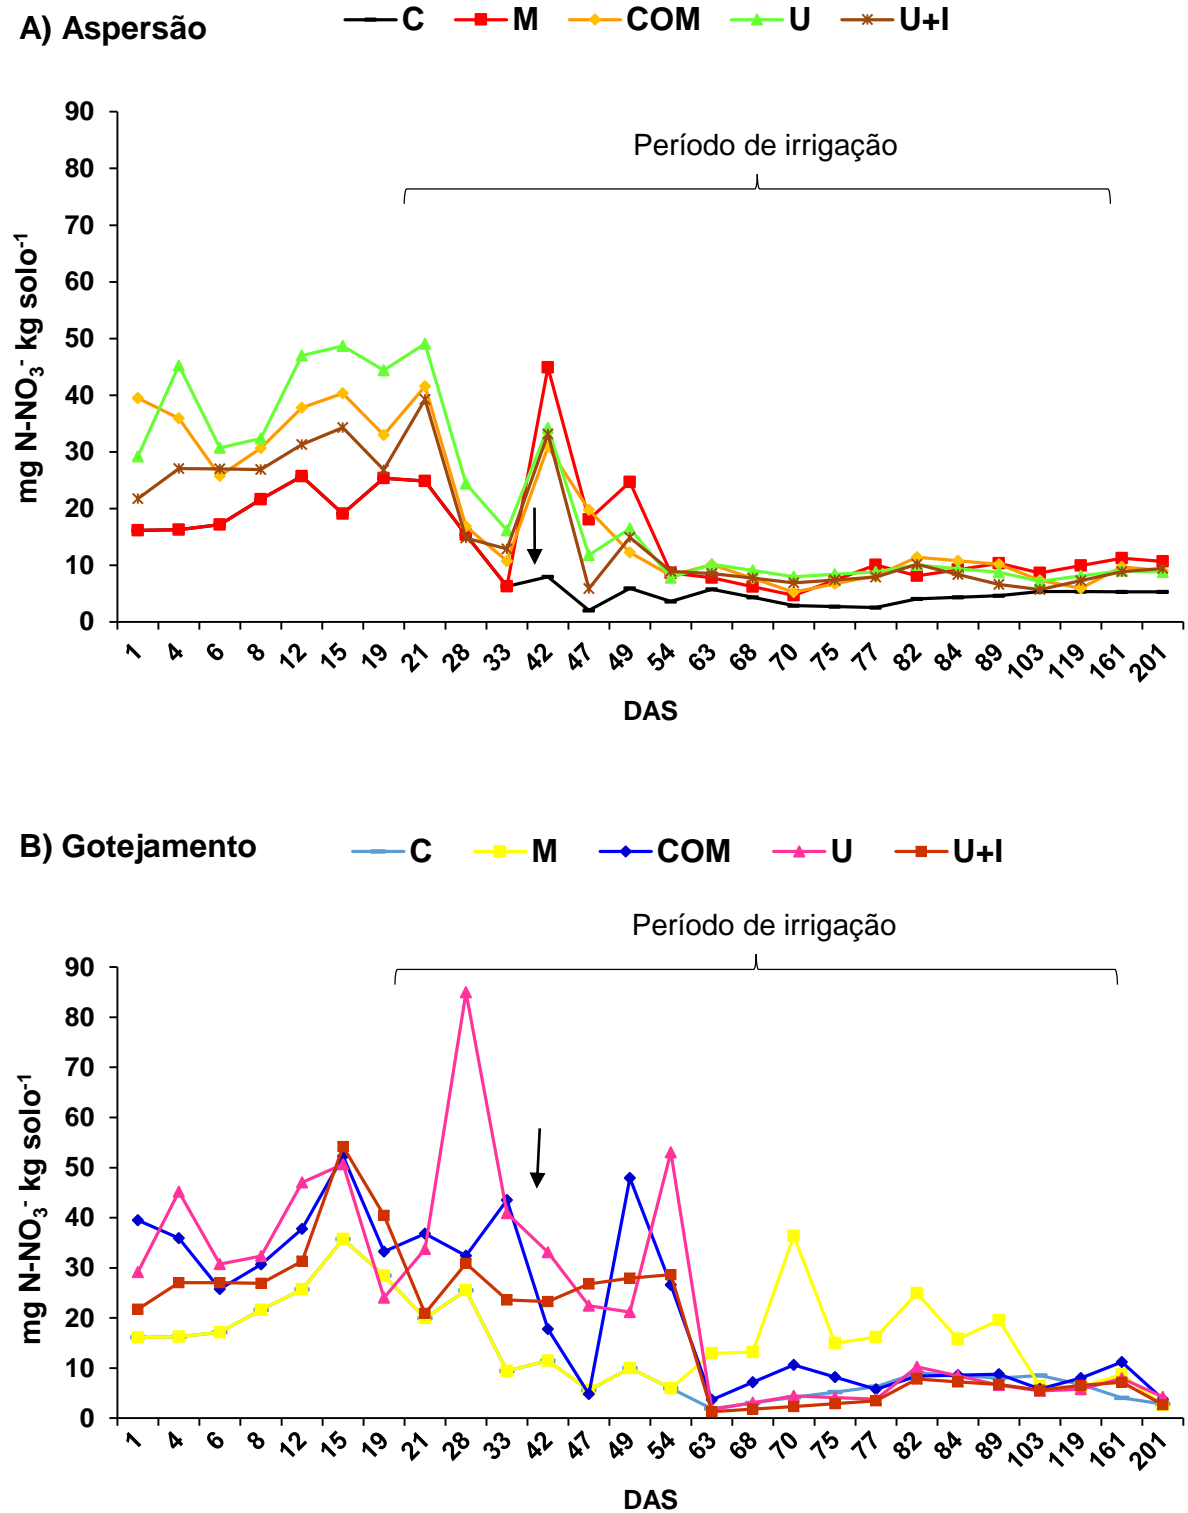 A) Aspersão
C M COM U U+I
Período de irrigação
90
80
70
60
50
40
30
20
10
0
mg N-NO3- kg solo-1
1 4 6 8 12 15 19 21 28 33 42 47 49 54 63 68 70 75 77 82 84 89 103 119 161 201
DAS
B) Gotejamento
C M COM U U+I
Período de irrigação
90
80
70
60
50
40
30
20
10
0
mg N-NO3- kg solo-1
1 4 6 8 12 15 19 21 28 33 42 47 49 54 63 68 70 75 77 82 84 89 103 119 161 201
DAS